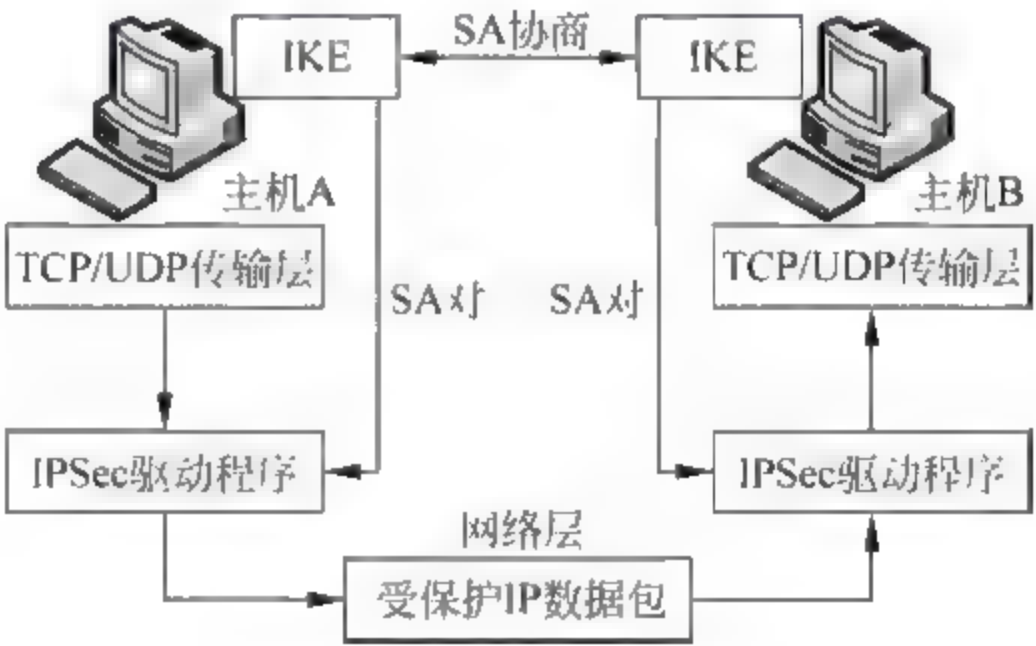 IKE
SA协商
IKE
主机A
主机B
TCP/UDP传输层
TCP/UDP传输层
SA对
SA对
IPSec驱动程序
IPSec驱动程序
网络层
受保护IP数据包